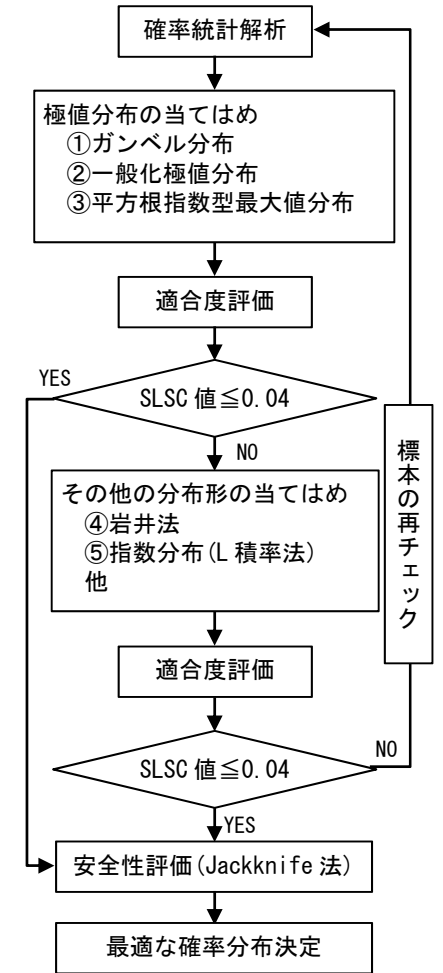 確率統計解析
極値分布の当てはめ
①ガンベル分布
②一般化極値分布
③平方根指数型最大値分布
適合度評価
YES
SLSC 値≦0.04
NO
その他の分布形の当てはめ
④岩井法
⑤指数分布(L 積率法)
他
標本の再チェック
適合度評価
SLSC 値≦0.04
NO
YES
安全性評価(Jackknife 法)
最適な確率分布決定